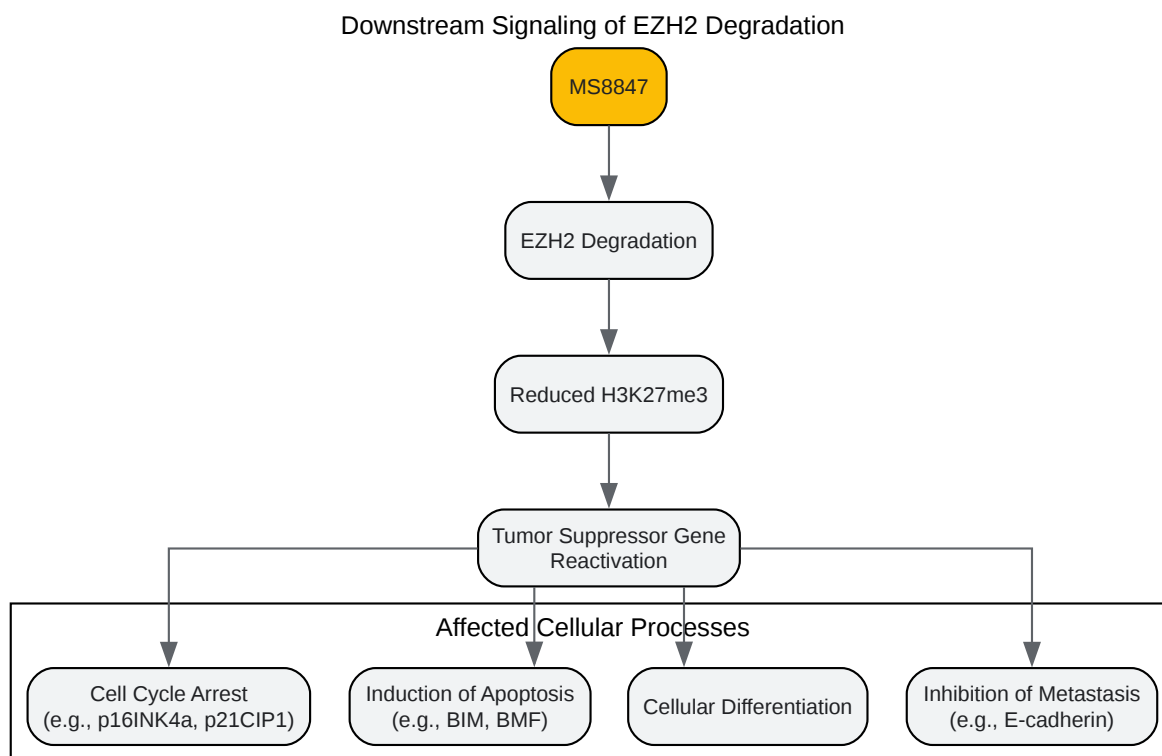 Downstream Signaling of EZH2 Degradation
MS8847
EZH2 Degradation
Reduced H3K27me3
Tumor Suppressor Gene
Reactivation
Affected Cellular Processes
Cell Cycle Arrest
(e.g., p16INK4a, p21CIP1)
Induction of Apoptosis
(e.g., BIM, BMF)
Cellular Differentiation
Inhibition of Metastasis
(e.g., E-cadherin)